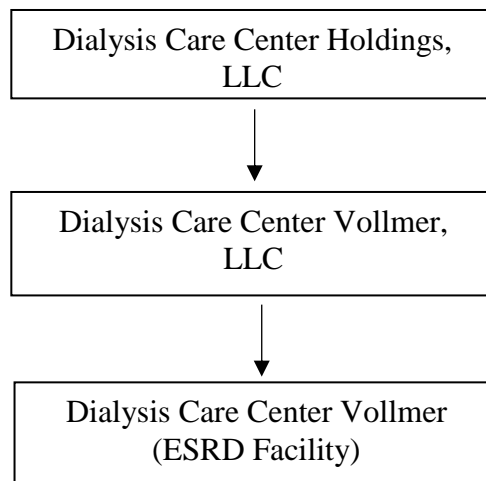 Dialysis Care Center Holdings,
LLC
Dialysis Care Center Vollmer,
LLC
Dialysis Care Center Vollmer
(ESRD Facility)